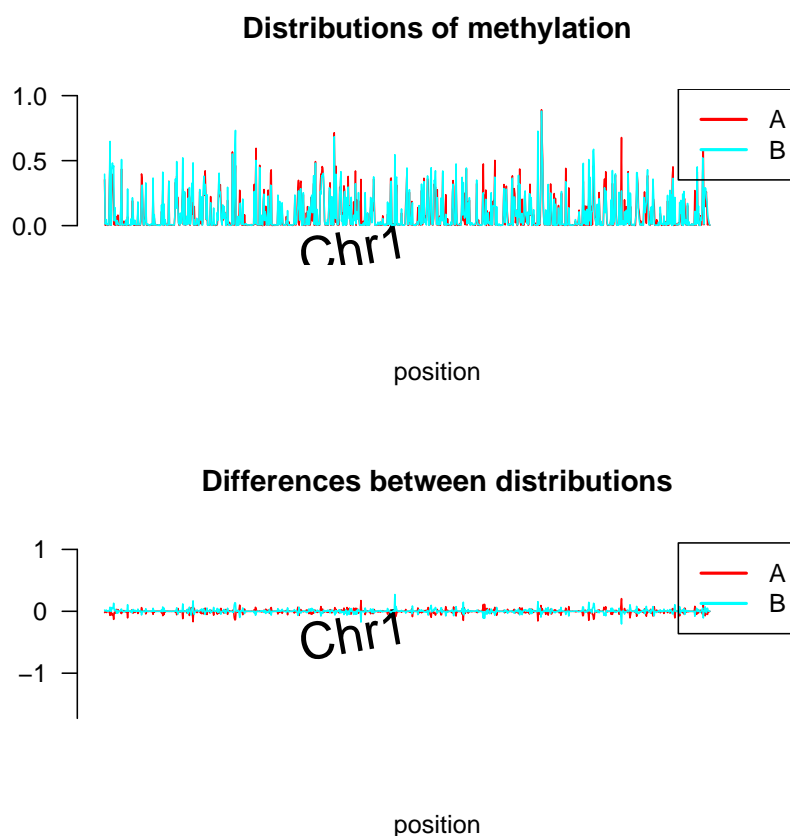 Distributions of methylation
1.0
0.5
0.0
A
B
Chr1
position
Differences between distributions
1
0
−1
A
B
Chr1
position